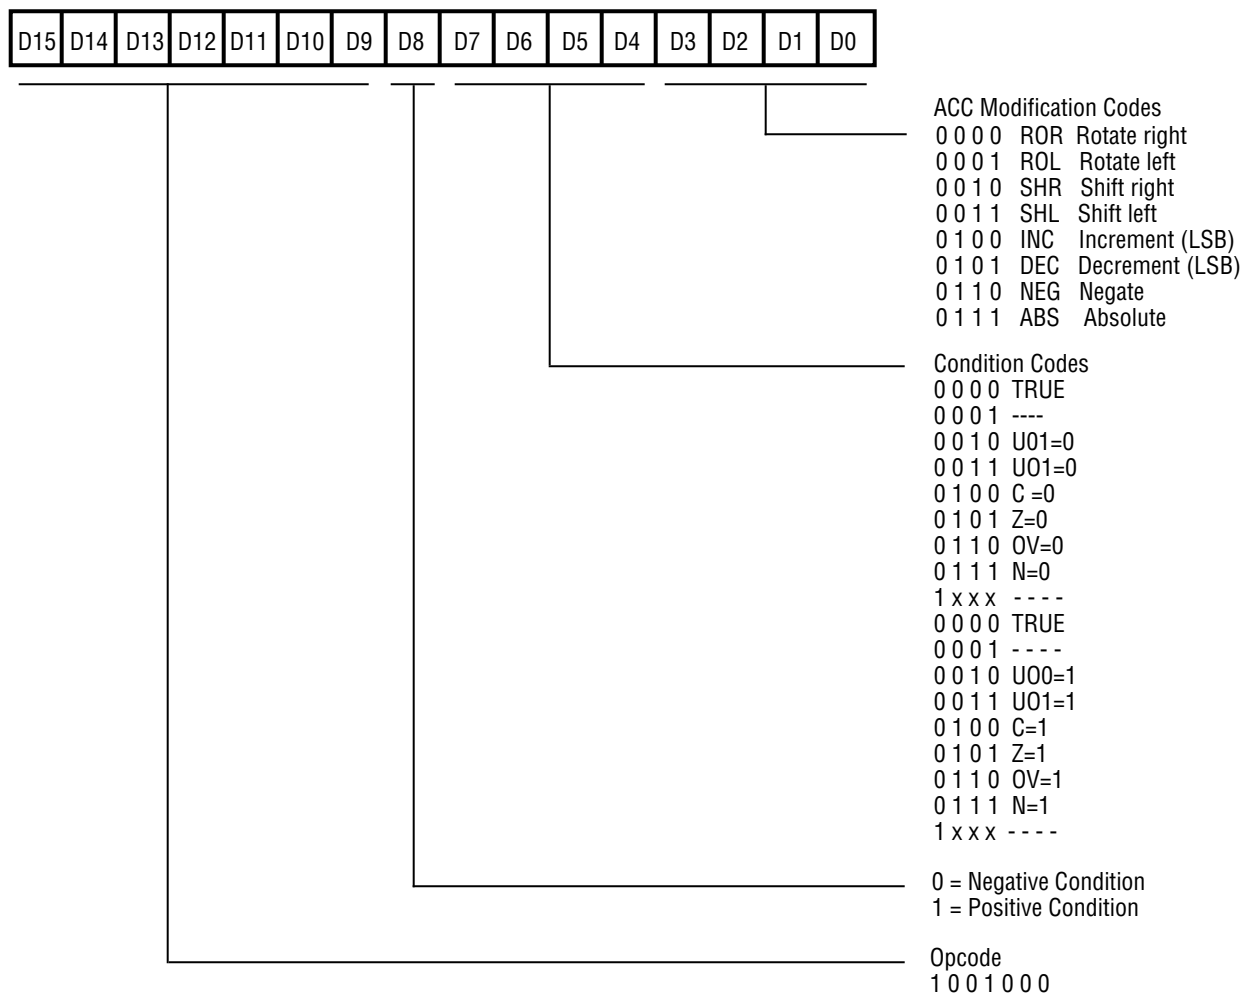 D15 D14 D13 D12 D11 D10 D9 D8 D7 D6 D5 D4 D3 D2 D1 D0
ACC Modification Codes
0 0 0 0 ROR Rotate right
0 0 0 1 ROL Rotate left
0 0 1 0 SHR Shift right
0 0 1 1 SHL Shift left
0 1 0 0 INC Increment (LSB)
0 1 0 1 DEC Decrement (LSB)
0 1 1 0 NEG Negate
0 1 1 1 ABS Absolute
Condition Codes
0 0 0 0 TRUE
0 0 0 1 ----
0 0 1 0 U01=0
0 0 1 1 UO1=0
0 1 0 0 C =0
0 1 0 1 Z=0
0 1 1 0 OV=0
0 1 1 1 N=0
1 x x x - - - -
0 0 0 0 TRUE
0 0 0 1 - - - -
0 0 1 0 UO0=1
0 0 1 1 UO1=1
0 1 0 0 C=1
0 1 0 1 Z=1
0 1 1 0 OV=1
0 1 1 1 N=1
1 x x x - - - -
0 = Negative Condition
1 = Positive Condition
Opcode
1 0 0 1 0 0 0